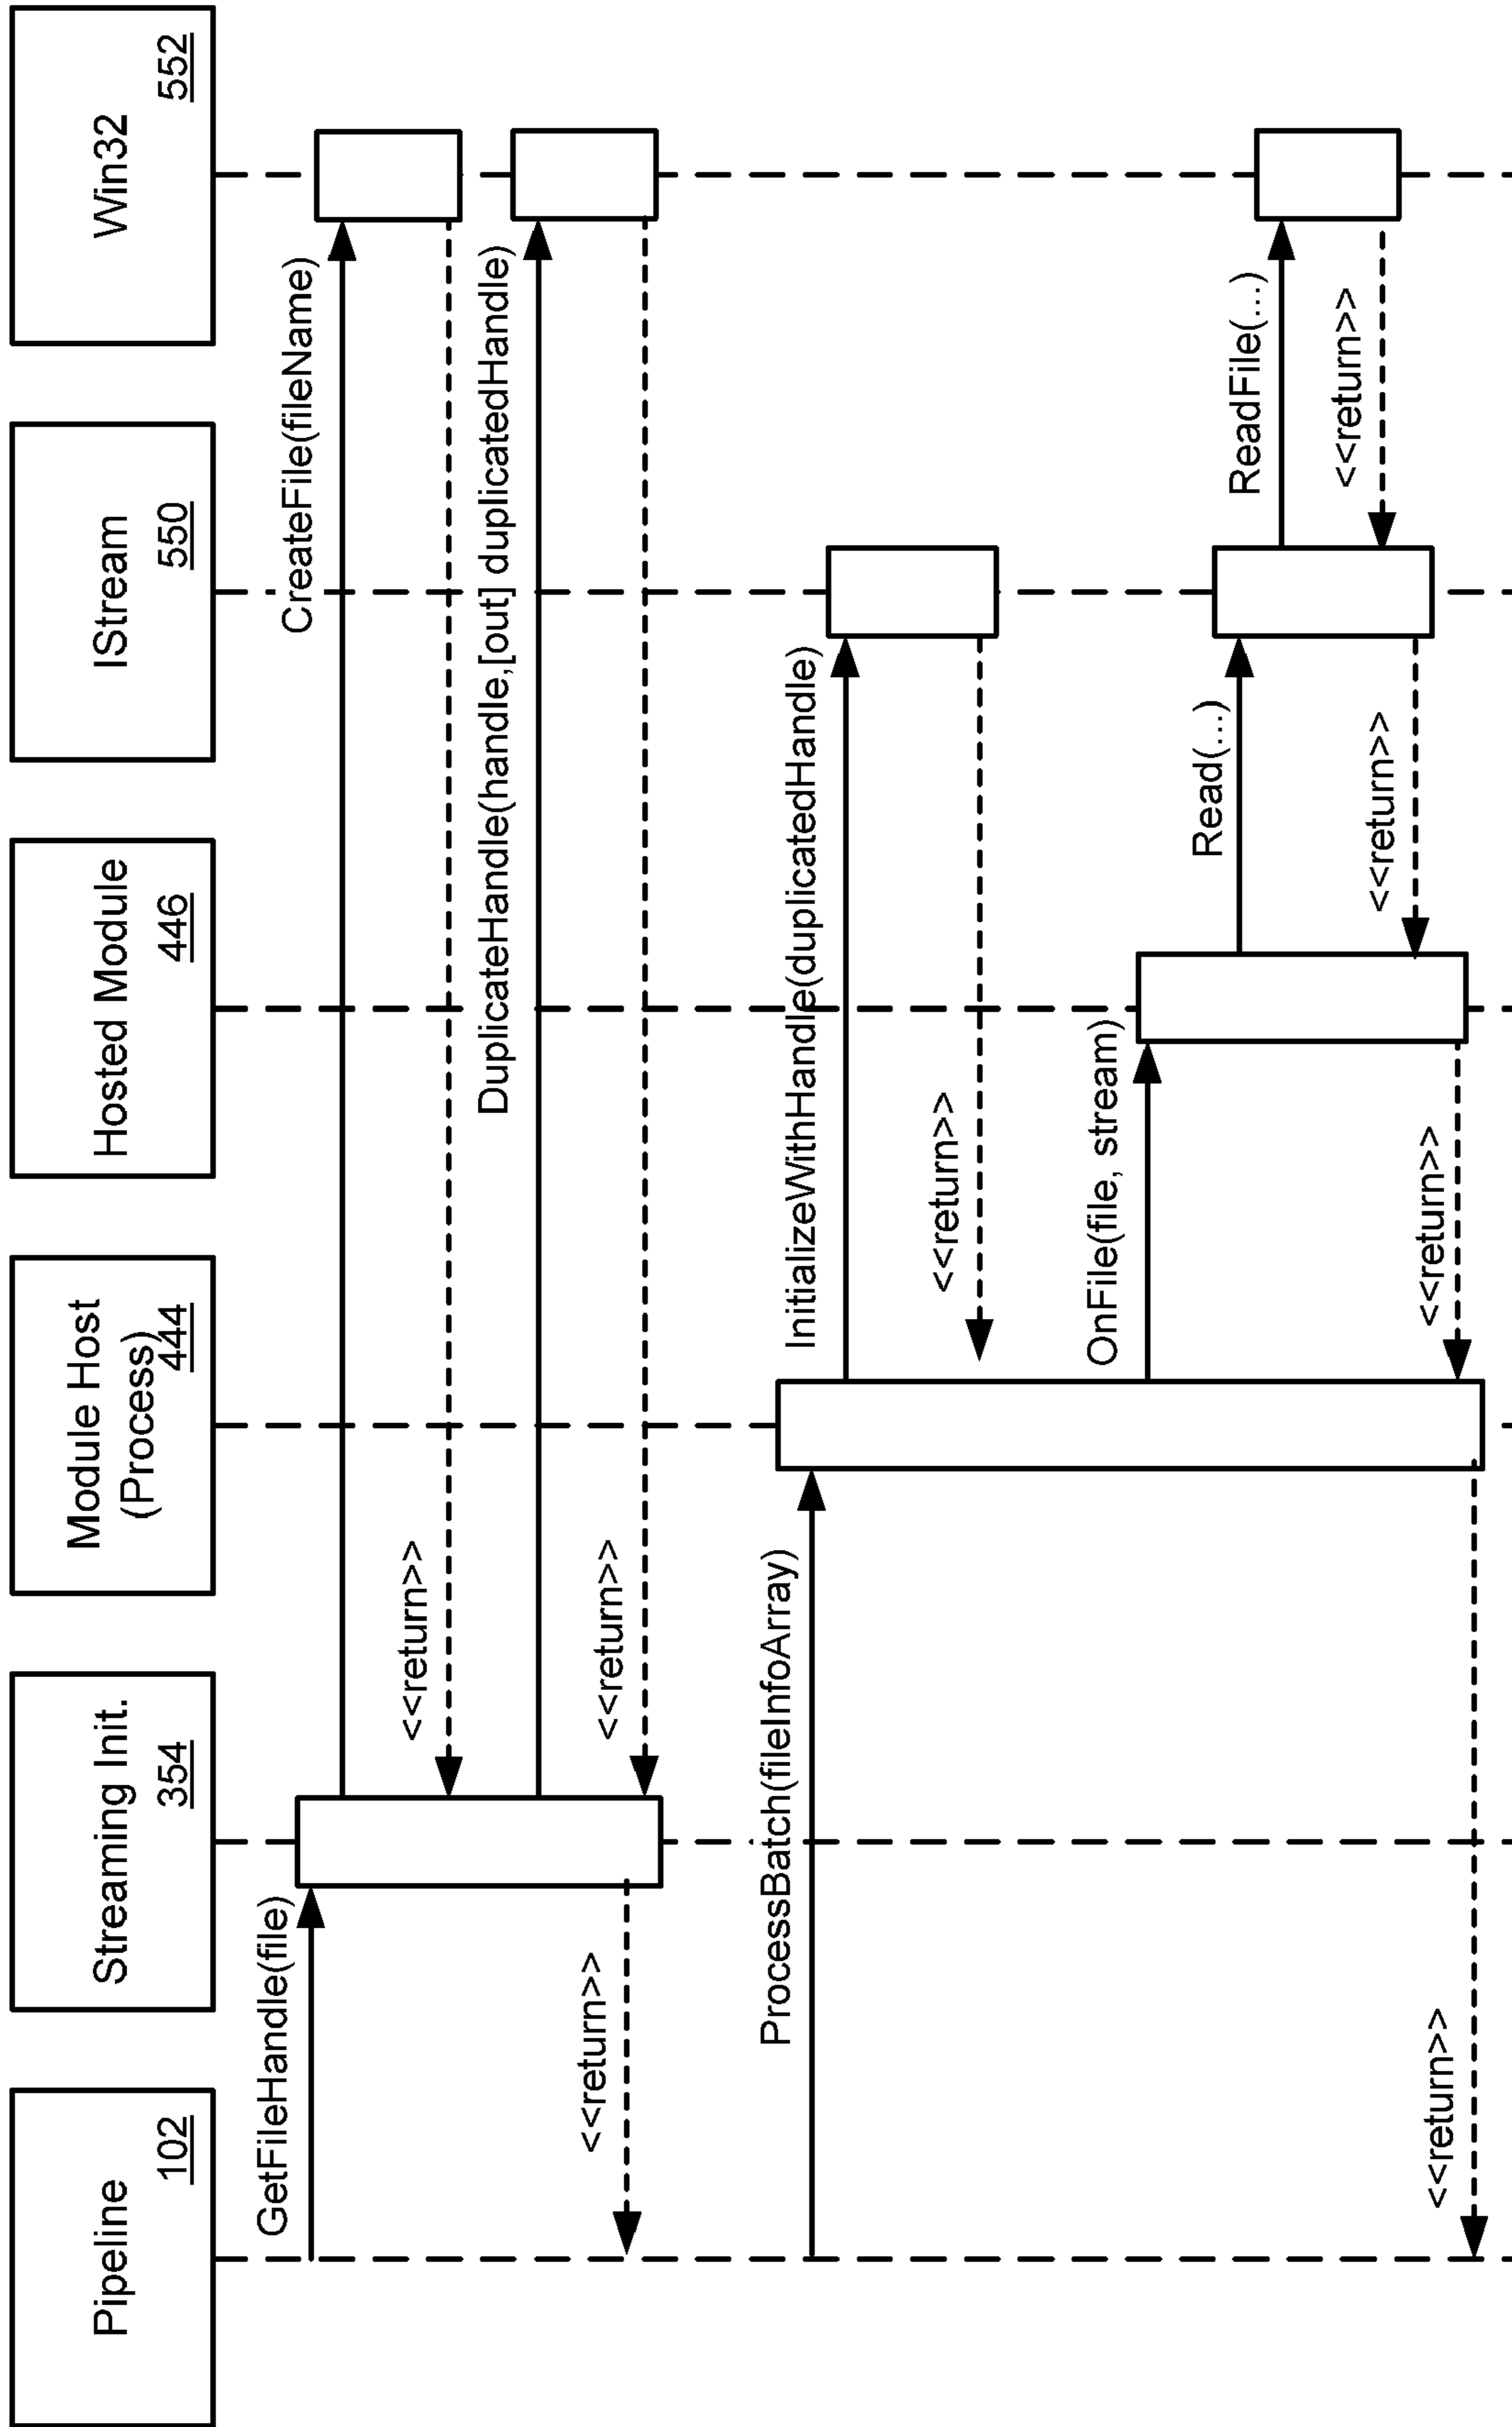 Pipeline
102
Streaming Init.
354
Module Host
(Process)
444
Hosted Module
446
IStream
550
Win32
552
GetFileHandle(file)
CreateFile(fileName)
<<return>>
DuplicateHandle(handle,[out] duplicatedHandle)
<<return>>
<<return>>
ProcessBatch(fileInfoArray)
InitializeWithHandle(duplicatedHandle)
<<return>>
OnFile(file, stream)
Read(...)
ReadFile(...)
<<return>>
<<return>>
<<return>>
<<return>>